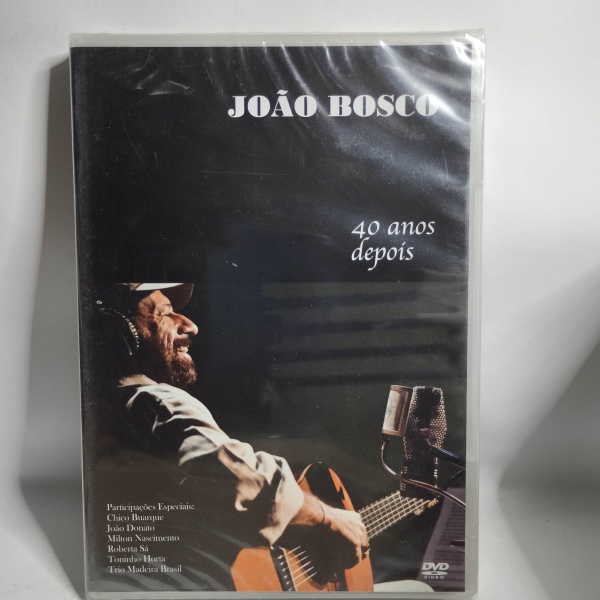 JOÃO BOSCO
40 anos
depois
Participações Especiais:
Chico Buarque
João Donato
Milton Nascimento
Roberta Sá
Toninho Horta
Trio Madeira Brasil
DVD
VIDEO